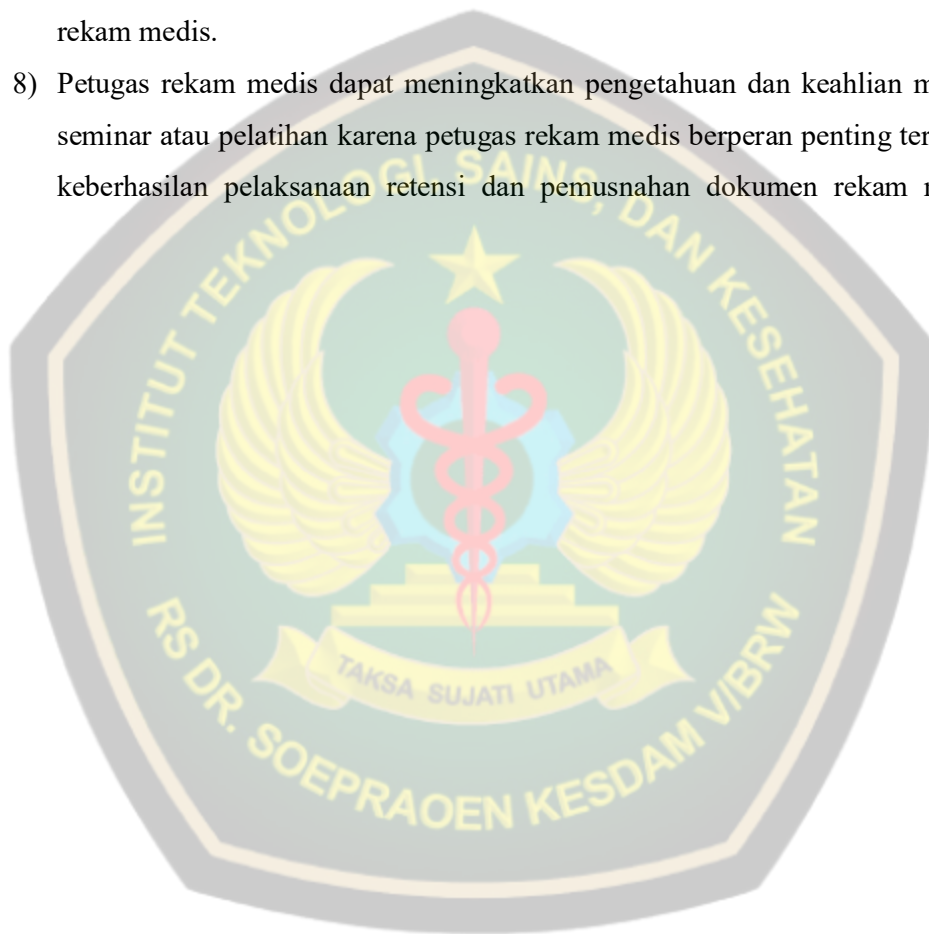 rekam medis.
8) Petugas rekam medis dapat meningkatkan pengetahuan dan keahlian
seminar atau pelatihan karena petugas rekam medis berperan penting
keberhasilan pelaksanaan retensi dan pemusnahan dokumen rekam
INSTITUT TEKNOLOGI, SAINS, DAN KESEHATAN
TAKSA SUJATI UTAMA
RS DR. SOEPRAOEN KESDAM V/BRW